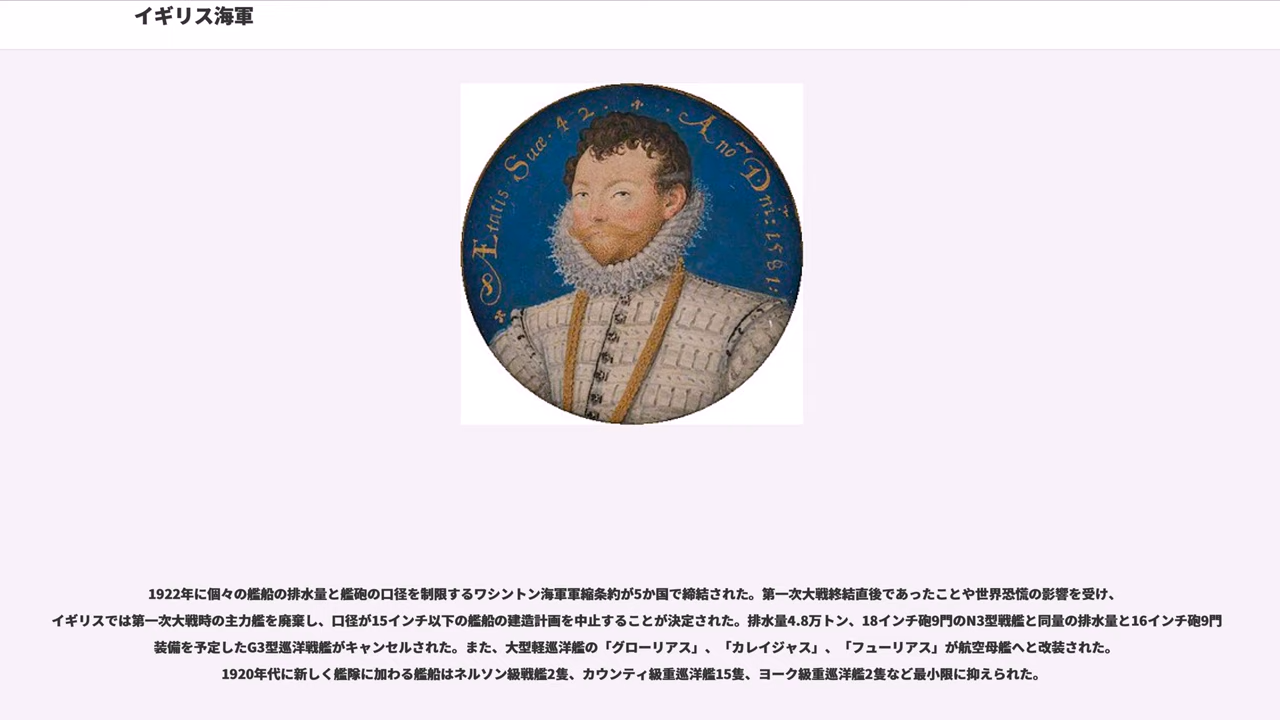 イギリス海軍
Ætatis Suæ. 42. Ano Dni: 1581:
1922年に個々の艦船の排水量と艦砲の口径を制限するワシントン海軍軍縮条約が5か国で締結された。第一次大戦終結直後であったことや世界恐慌の影響を受け、
イギリスでは第一次大戦時の主力艦を廃棄し、口径が15インチ以下の艦船の建造計画を中止することが決定された。排水量4.8万トン、18インチ砲9門のN3型戦艦と同量の排水量と16インチ砲9門
装備を予定したG3型巡洋戦艦がキャンセルされた。また、大型軽巡洋艦の「グローリアス」、「カレイジャス」、「フューリアス」が航空母艦へと改装された。
1920年代に新しく艦隊に加わる艦船はネルソン級戦艦2隻、カウンティ級重巡洋艦15隻、ヨーク級重巡洋艦2隻など最小限に抑えられた。